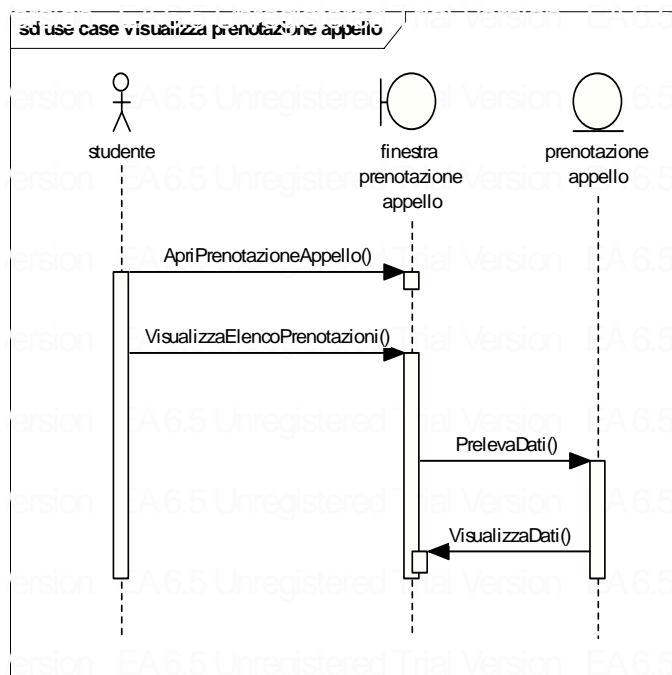 sd use case visualizza prenotazione appello
studente
finestra
prenotazione
appello
prenotazione
appello
ApriPrenotazioneAppello()
VisualizzaElencoPrenotazioni()
PrelevaDati()
VisualizzaDati()
EA 6.5 Unregistered Trial Version